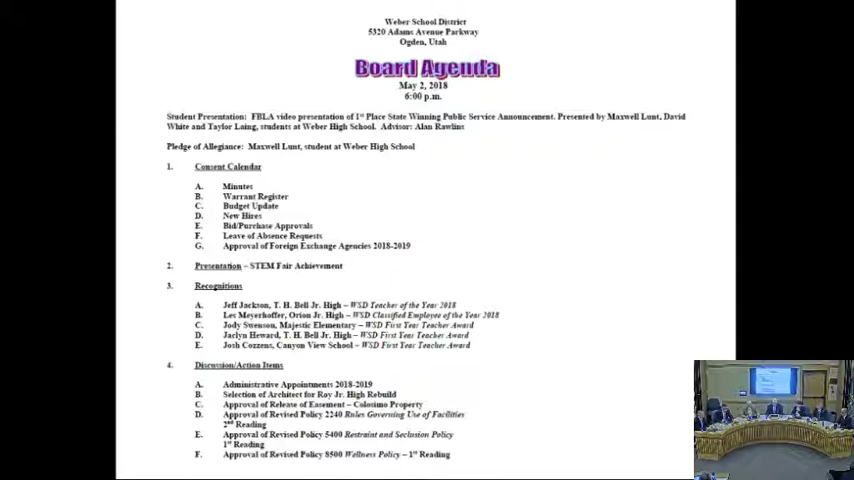 Weber School District
5320 Adams Avenue Parkway
Ogden, Utah
Board Agenda
May 2, 2018
6:00 p.m.
Student Presentation: FBLA video presentation of 1st Place State Winning Public Service Announcement. Presented by Maxwell Lunt, David
White and Taylor Laing, students at Weber High School. Advisor: Alan Rawlins
Pledge of Allegiance: Maxwell Lunt, student at Weber High School
1. Consent Calendar
A. Minutes
B. Warrant Register
C. Budget Update
D. New Hires
E. Bid/Purchase Approvals
F. Leave of Absence Requests
G. Approval of Foreign Exchange Agencies 2018-2019
2. Presentation – STEM Fair Achievement
3. Recognitions
A. Jeff Jackson, T. H. Bell Jr. High – WSD Teacher of the Year 2018
B. Les Meyerhoffer, Orion Jr. High – WSD Classified Employee of the Year 2018
C. Jody Swenson, Majestic Elementary – WSD First Year Teacher Award
D. Jaclyn Heward, T. H. Bell Jr. High – WSD First Year Teacher Award
E. Josh Cozzens, Canyon View School – WSD First Year Teacher Award
4. Discussion/Action Items
A. Administrative Appointments 2018-2019
B. Selection of Architect for Roy Jr. High Rebuild
C. Approval of Release of Easement – Colosimo Property
D. Approval of Revised Policy 2240 Rules Governing Use of Facilities
2nd Reading
E. Approval of Revised Policy 5400 Restraint and Seclusion Policy
1st Reading
F. Approval of Revised Policy 8500 Wellness Policy – 1st Reading